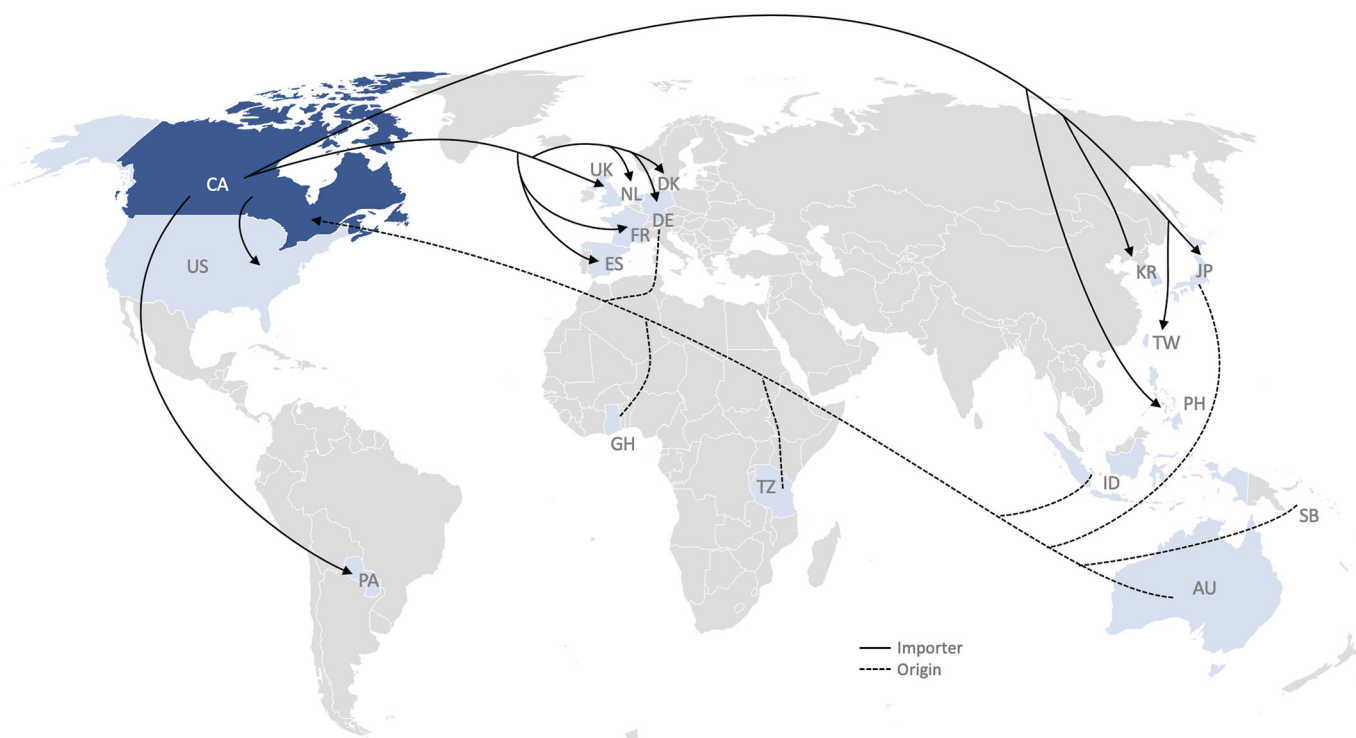 UK
CA
NL
DK
DE
FR
US
ES
KR
JP
TW
PH
GH
TZ
ID
SB
PA
AU
Importer
Origin